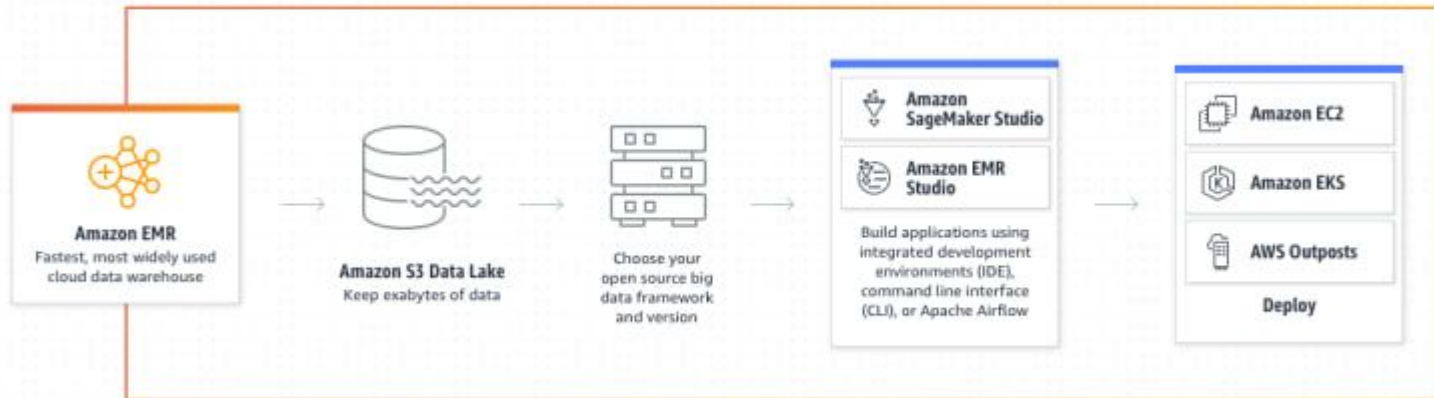 Amazon EMR
Fastest, most widely used
cloud data warehouse
Amazon S3 Data Lake
Keep exabytes of data
Choose your
open source big
data framework
and version
Amazon
SageMaker Studio
Amazon EMR
Studio
Build applications using
integrated development
environments (IDE),
command line interface
(CLI), or Apache Airflow
Amazon EC2
Amazon EKS
AWS Outposts
Deploy